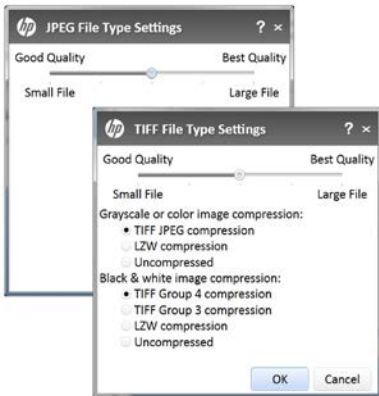 hp JPEG File Type Settings ? ×
Good Quality Best Quality
Small File Large File
hp TIFF File Type Settings ? ×
Good Quality Best Quality
Small File Large File
Grayscale or color image compression:
TIFF JPEG compression
LZW compression
Uncompressed
Black & white image compression:
TIFF Group 4 compression
TIFF Group 3 compression
LZW compression
Uncompressed
OK Cancel